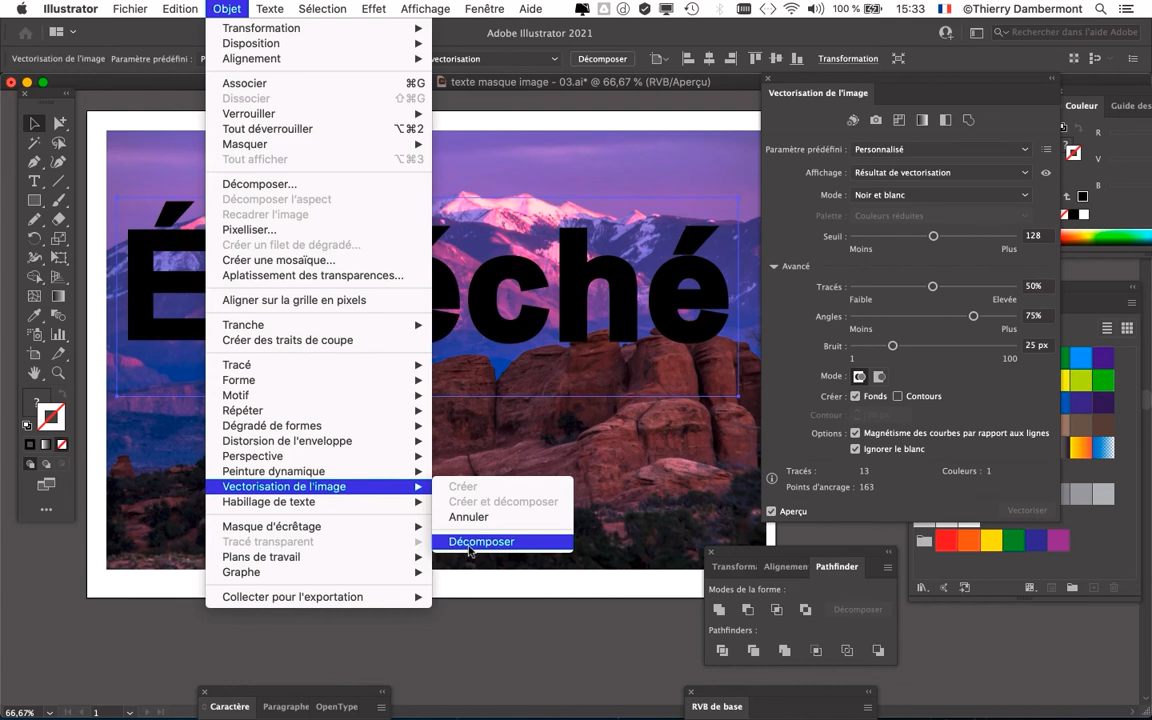 Illustrator Fichier Edition Objet Texte Sélection Effet Affichage Fenêtre Aide 100 % 15:33 ©Thierry Dambermont
Adobe Illustrator 2021
Rechercher dans l'aide Adobe
Vectorisation de l'image Paramètre prédéfini : Décomposer Transformation
texte masque image - 03.ai* @ 66,67 % (RVB/Aperçu)
Transformation
Disposition
Alignement
Associer ⌘G
Dissocier ⇧⌘G
Verrouiller
Tout déverrouiller ⌥⌘2
Masquer
Tout afficher ⌥⌘3
Décomposer...
Décomposer l'aspect
Recadrer l'image
Pixelliser...
Créer un filet de dégradé...
Créer une mosaïque...
Aplatissement des transparences...
Aligner sur la grille en pixels
Tranche
Créer des traits de coupe
Tracé
Forme
Motif
Répéter
Dégradé de formes
Distorsion de l'enveloppe
Perspective
Peinture dynamique
Vectorisation de l'image
Habillage de texte
Masque d'écrêtage
Tracé transparent
Plans de travail
Graphe
Collecter pour l'exportation
Créer
Créer et décomposer
Annuler
Décomposer
É éché
Vectorisation de l'image
Paramètre prédéfini : Personnalisé
Affichage : Résultat de vectorisation
Mode : Noir et blanc
Palette : Couleurs réduites
Seuil : 128
Moins Plus
Avancé
Tracés : 50%
Faible Elevée
Angles : 75%
Moins Plus
Bruit : 25 px
1 100
Mode :
Créer : Fonds Contours
Contour :
Options : Magnétisme des courbes par rapport aux lignes
Ignorer le blanc
Tracés : 13 Couleurs : 1
Points d'ancrage : 163
Aperçu Vectoriser
Couleur Guide des
R
V
B
Transforma Alignemen Pathfinder
Modes de la forme :
Décomposer
Pathfinders :
Caractère Paragraphe OpenType
RVB de base
66,67% 1